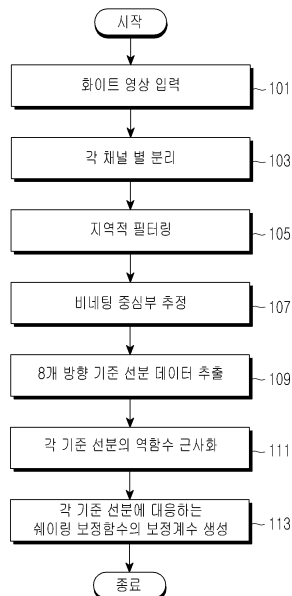 시작
화이트 영상 입력
101
각 채널 별 분리
103
지역적 필터링
105
비네팅 중심부 추정
107
8개 방향 기준 선분 데이터 추출
109
각 기준 선분의 역함수 근사화
111
각 기준 선분에 대응하는
쉐이링 보정함수의 보정계수 생성
113
종료